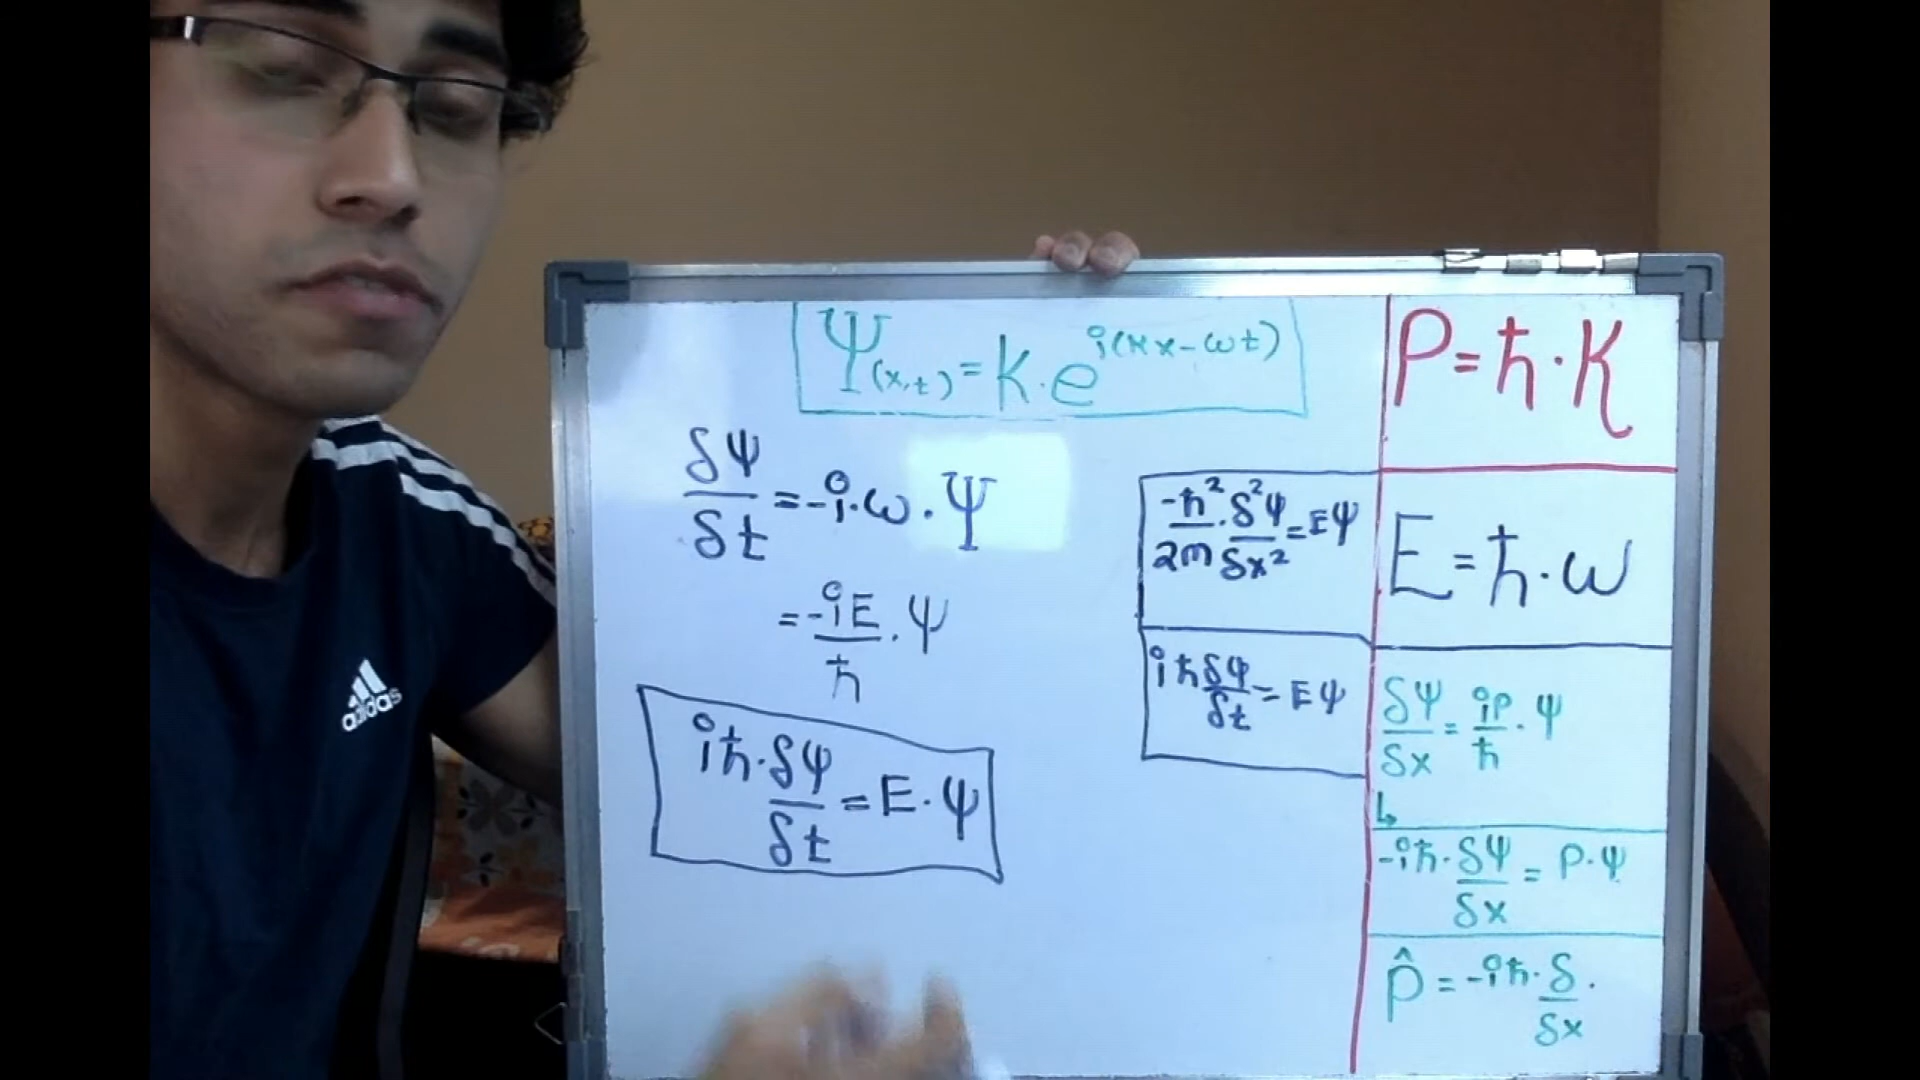 Ψ(x,t) = k·e^{i(kx-ωt)}
δψ/δt = -i·ω·Ψ
= -iE/ħ·ψ
iħ·δψ/δt = E·ψ
-ħ²/2m·δ²ψ/δx² = Eψ
iħ δψ/δt = Eψ
P = ħ·K
E = ħ·ω
δψ/δx = iP/ħ·ψ
↳
-iħ·δψ/δx = P·ψ
p̂ = -iħ·δ/δx·
adidas